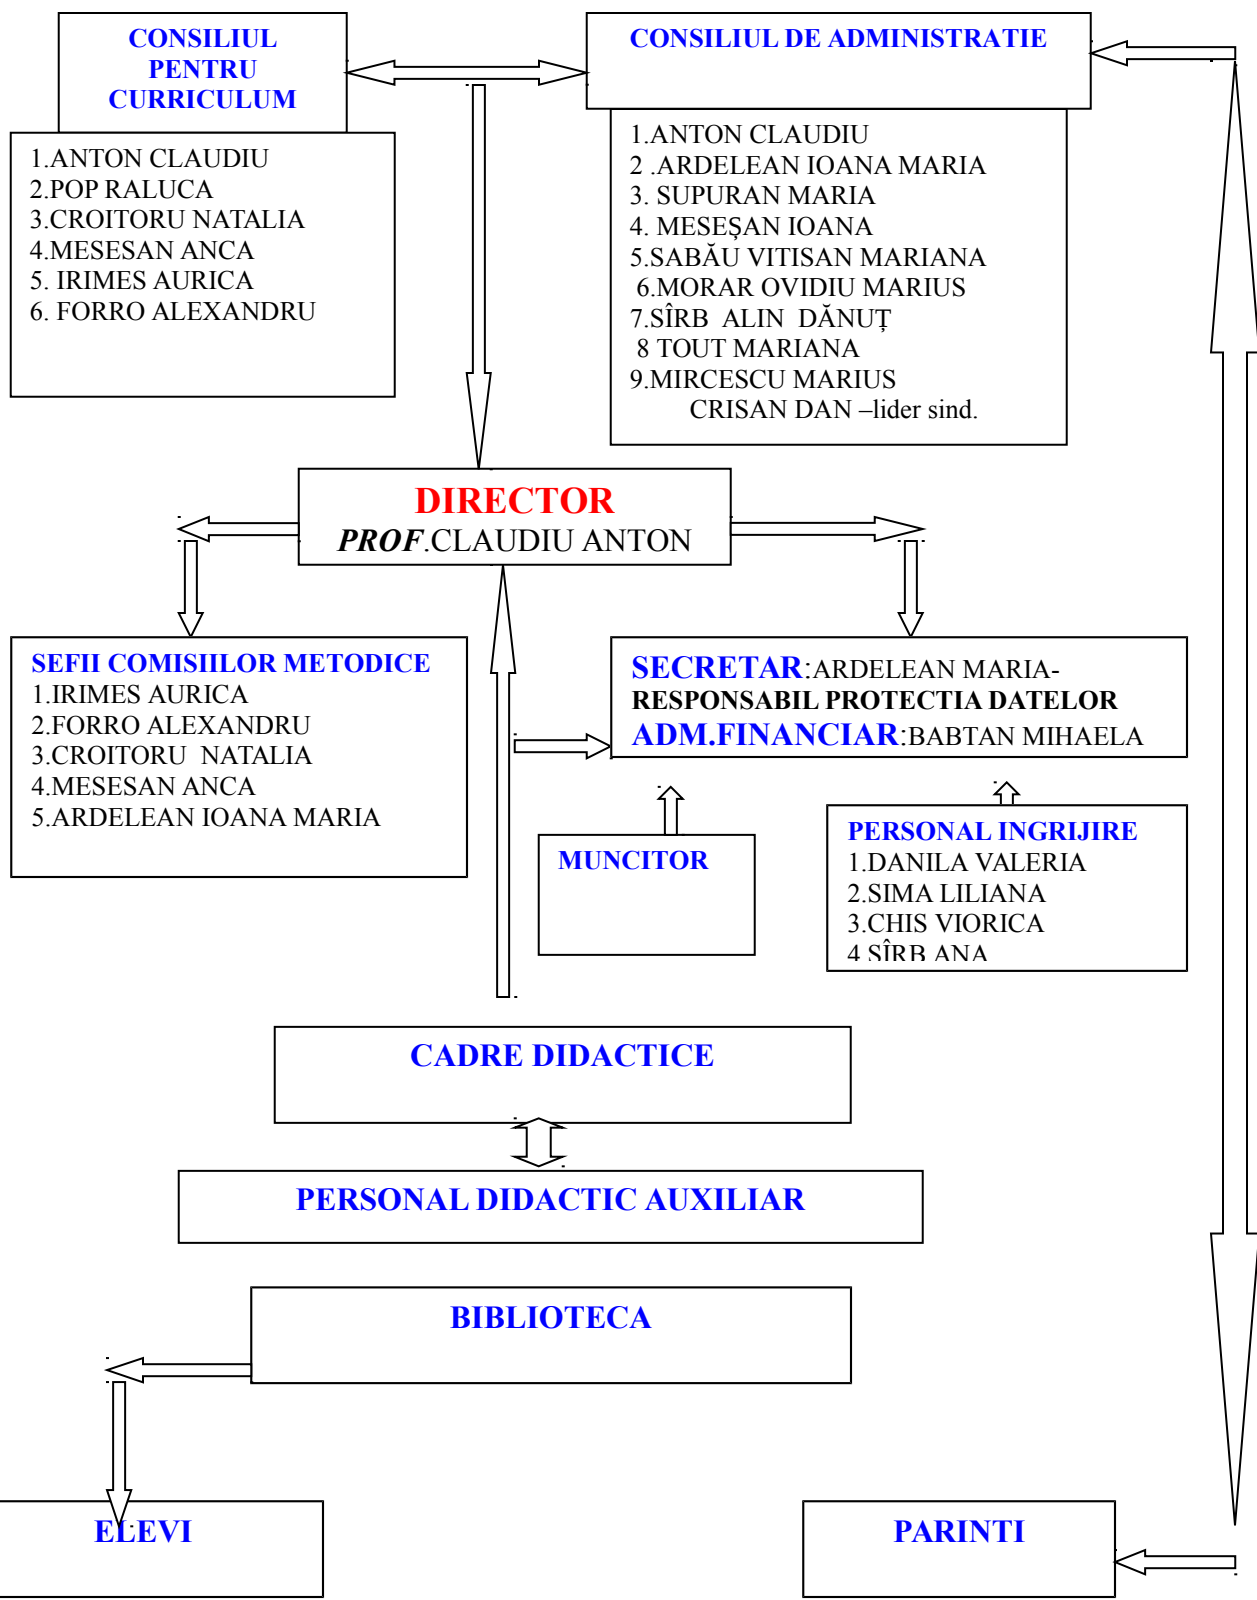 CONSILIUL
PENTRU
CURRICULUM
1.ANTON CLAUDIU
2.POP RALUCA
3.CROITORU NATALIA
4.MESESAN ANCA
5. IRIMES AURICA
6. FORRO ALEXANDRU
CONSILIUL DE ADMINISTRATIE
1.ANTON CLAUDIU
2 .ARDELEAN IOANA MARIA
3. SUPURAN MARIA
4. MESEȘAN IOANA
5.SABĂU VITISAN MARIANA
6.MORAR OVIDIU MARIUS
7.SÎRB ALIN DĂNUȚ
8 TOUT MARIANA
9.MIRCESCU MARIUS
CRISAN DAN –lider sind.
DIRECTOR
PROF.CLAUDIU ANTON
SEFII COMISIILOR METODICE
1.IRIMES AURICA
2.FORRO ALEXANDRU
3.CROITORU NATALIA
4.MESESAN ANCA
5.ARDELEAN IOANA MARIA
SECRETAR:ARDELEAN MARIA-
RESPONSABIL PROTECTIA DATELOR
ADM.FINANCIAR:BABTAN MIHAELA
MUNCITOR
PERSONAL INGRIJIRE
1.DANILA VALERIA
2.SIMA LILIANA
3.CHIS VIORICA
4 SÎRB ANA
CADRE DIDACTICE
PERSONAL DIDACTIC AUXILIAR
BIBLIOTECA
ELEVI
PARINTI